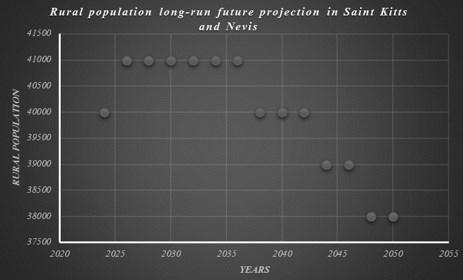 Rural population long-run future projection in Saint Kitts
and Nevis
41500
41000
40500
40000
39500
39000
38500
38000
37500
RURAL POPULATION
2020 2025 2030 2035 2040 2045 2050 2055
YEARS